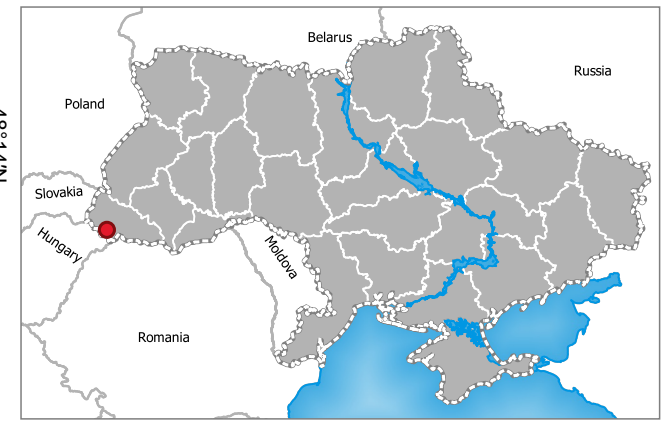 Belarus
Russia
Poland
Slovakia
Hungary
Moldova
Romania